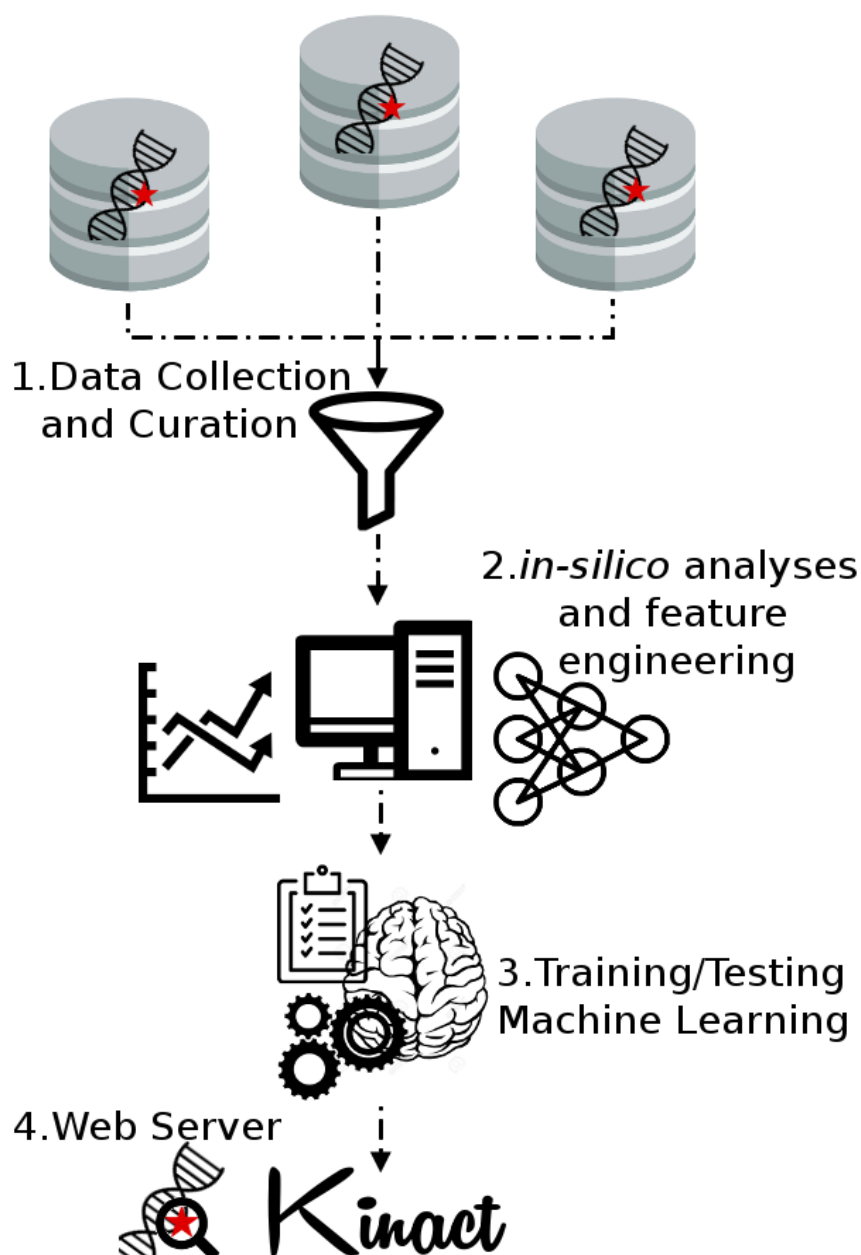 1.Data Collection
and Curation
2.in-silico analyses
and feature
engineering
3.Training/Testing
Machine Learning
4.Web Server
Kinact